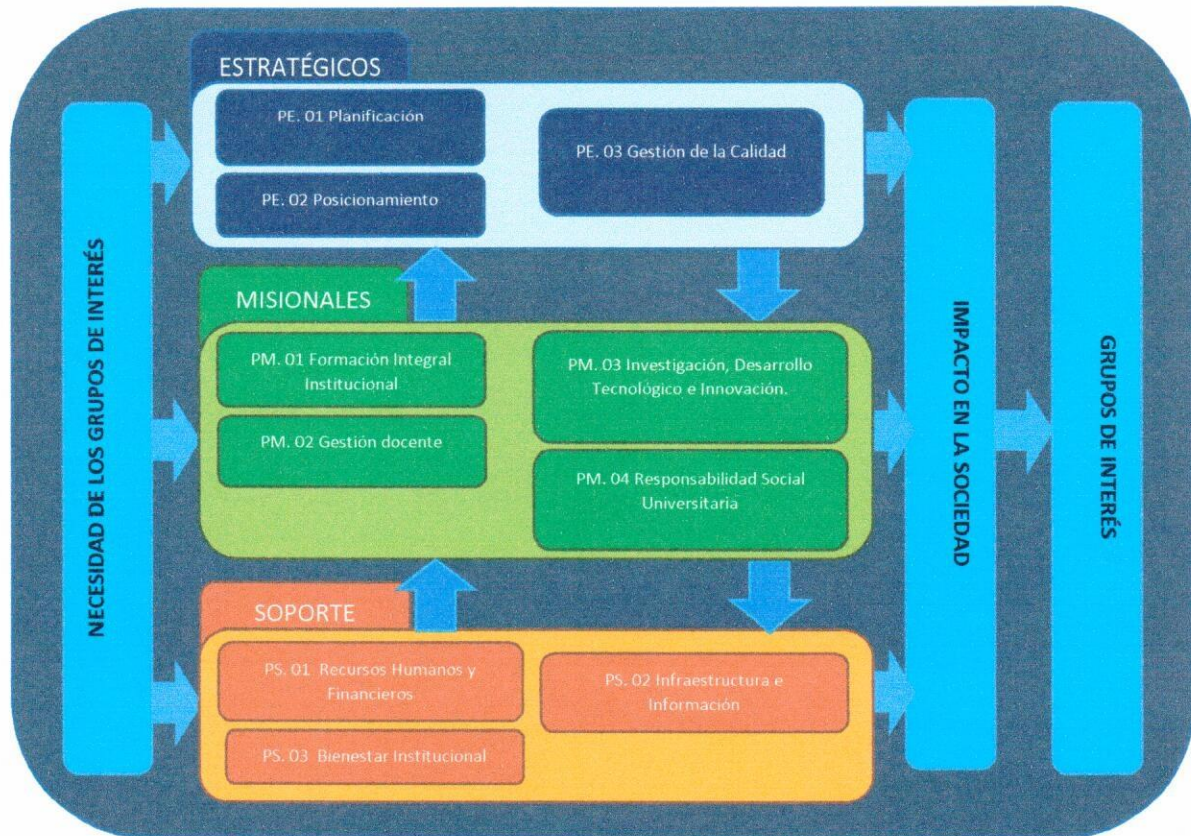 NECESIDAD DE LOS GRUPOS DE INTERÉS
ESTRATÉGICOS
PE. 01 Planificación
PE. 02 Posicionamiento
PE. 03 Gestión de la Calidad
MISIONALES
PM. 01 Formación Integral
Institucional
PM. 02 Gestión docente
PM. 03 Investigación, Desarrollo
Tecnológico e Innovación.
PM. 04 Responsabilidad Social
Universitaria
SOPORTE
PS. 01 Recursos Humanos y
Financieros
PS. 03 Bienestar Institucional
PS. 02 Infraestructura e
Información
IMPACTO EN LA SOCIEDAD
GRUPOS DE INTERÉS